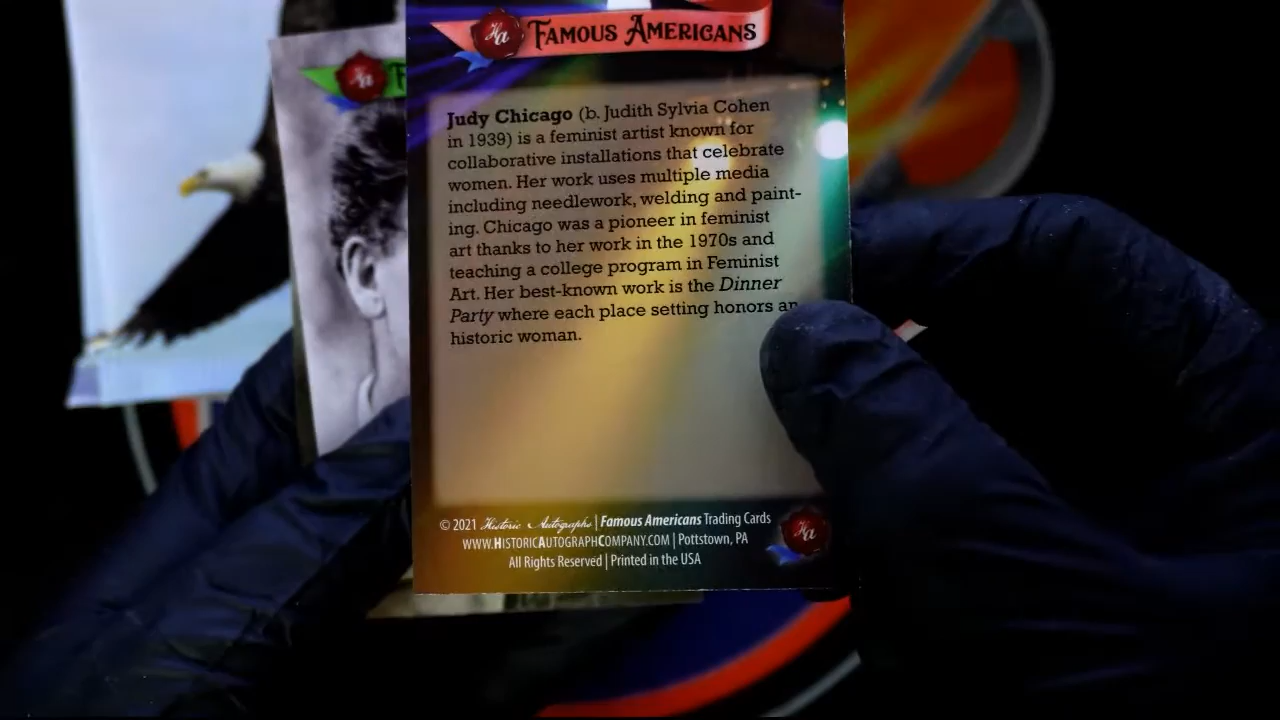 Ha FAMOUS AMERICANS
Ha F
Judy Chicago (b. Judith Sylvia Cohen
in 1939) is a feminist artist known for
collaborative installations that celebrate
women. Her work uses multiple media
including needlework, welding and paint-
ing. Chicago was a pioneer in feminist
art thanks to her work in the 1970s and
teaching a college program in Feminist
Art. Her best-known work is the Dinner
Party where each place setting honors an
historic woman.
© 2021 Historic Autographs | Famous Americans Trading Cards
WWW.HISTORICAUTOGRAPHCOMPANY.COM | Pottstown, PA
All Rights Reserved | Printed in the USA
Ha